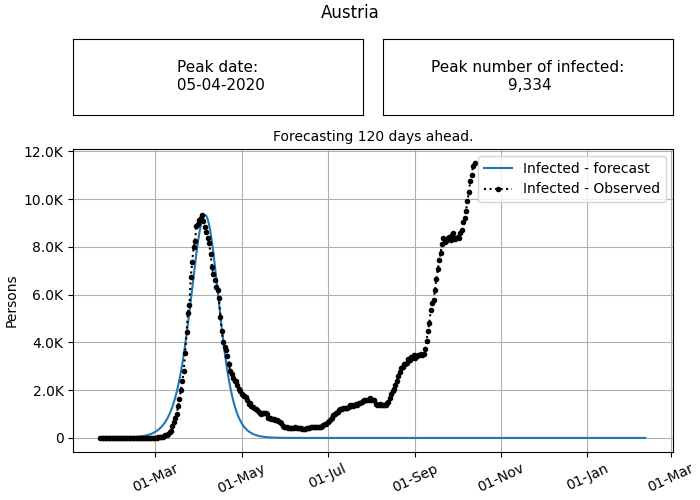 Austria
Peak date:
05-04-2020
Peak number of infected:
9,334
Forecasting 120 days ahead.
12.0K
10.0K
8.0K
6.0K
4.0K
2.0K
0
Persons
Infected - forecast
Infected - Observed
01-Mar
01-May
01-Jul
01-Sep
01-Nov
01-Jan
01-Mar